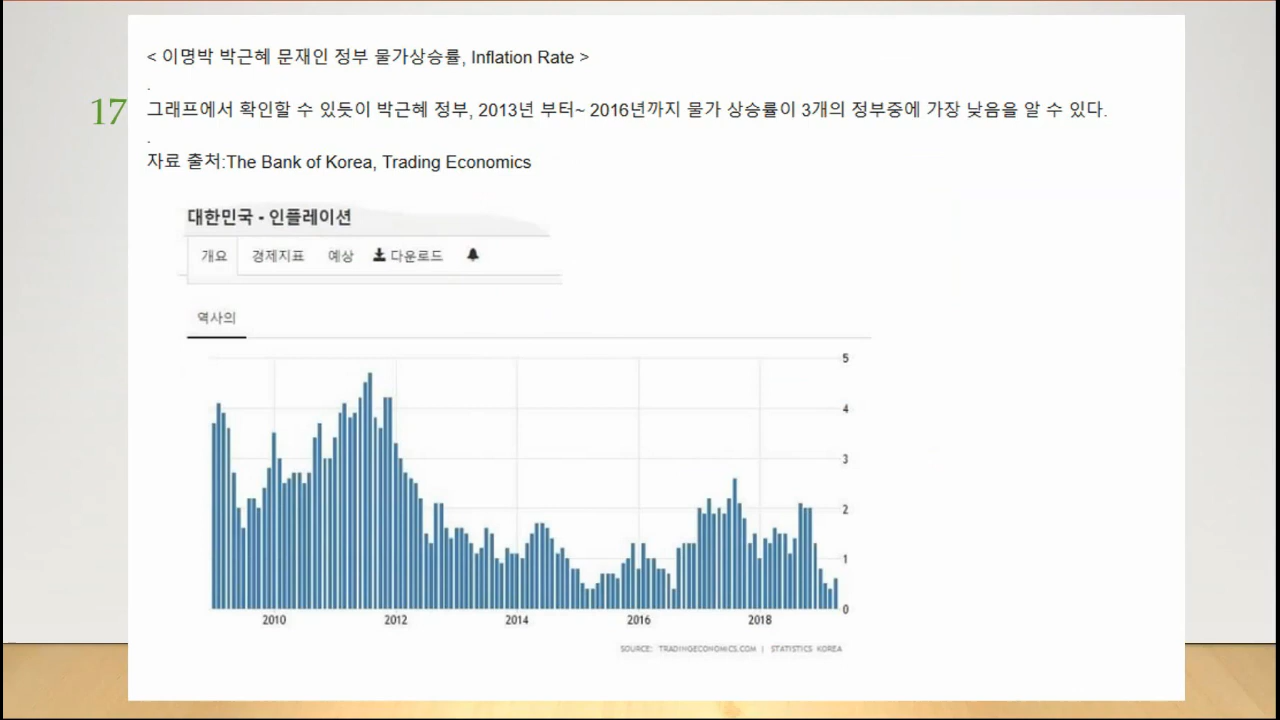 < 이명박 박근혜 문재인 정부 물가상승률, Inflation Rate >
.
17
그래프에서 확인할 수 있듯이 박근혜 정부, 2013년 부터~ 2016년까지 물가 상승률이 3개의 정부중에 가장 낮음을 알 수 있다.
.
자료 출처:The Bank of Korea, Trading Economics
대한민국 - 인플레이션
개요 경제지표 예상 다운로드
역사의
5
4
3
2
1
0
2010 2012 2014 2016 2018
SOURCE: TRADINGECONOMICS.COM | STATISTICS KOREA